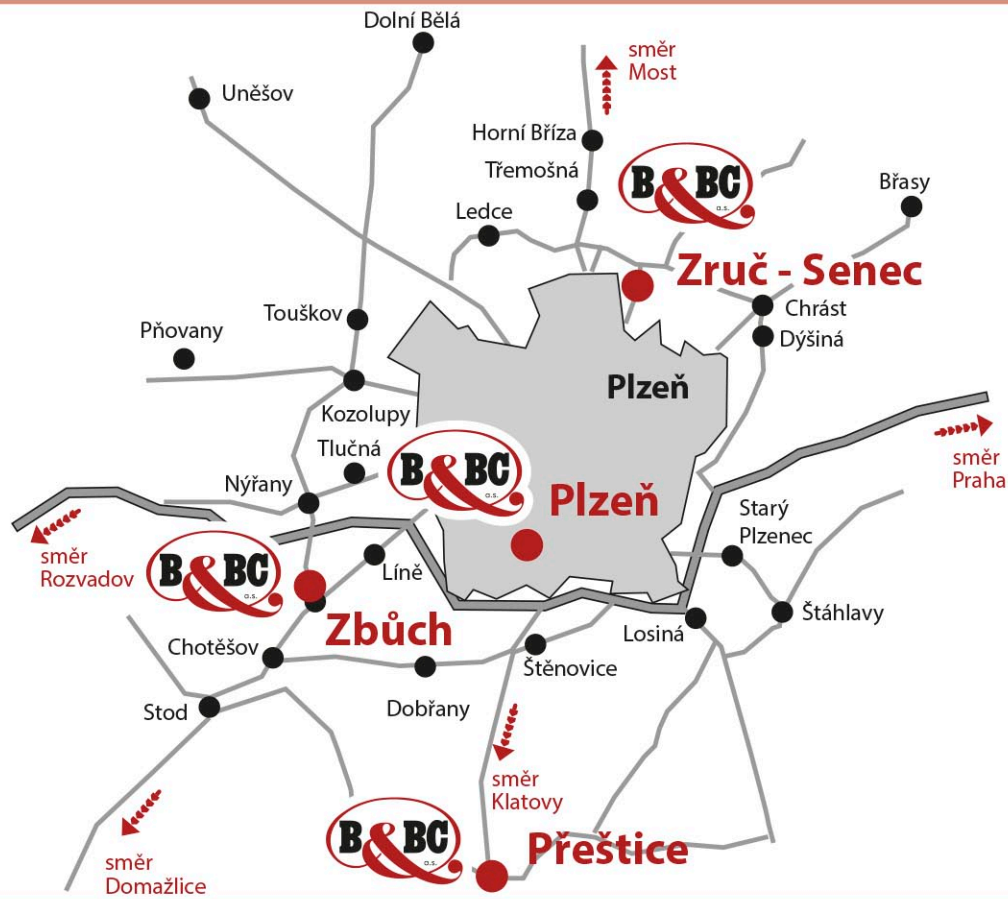 Dolní Bělá
směr
Most
Uněšov
Horní Bříza
Třemošná
B&BC
a.s.
Břasy
Ledce
Zruč - Senec
Chrást
Touškov
Dýšiná
Pňovany
Plzeň
Kozolupy
Tlučná
B&BC
a.s.
Nýřany
směr
Praha
Plzeň
Starý
Plzenec
směr
Rozvadov
B&BC
a.s.
Líně
Zbůch
Štáhlavy
Losiná
Chotěšov
Štěnovice
Dobřany
Stod
směr
Klatovy
B&BC
a.s.
Přeštice
směr
Domažlice